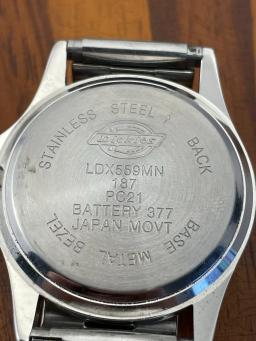 STAINLESS STEEL BACK
Dickies
LDX559MN
187
PC21
BATTERY 377
JAPAN MOVT
BASE METAL BEZEL